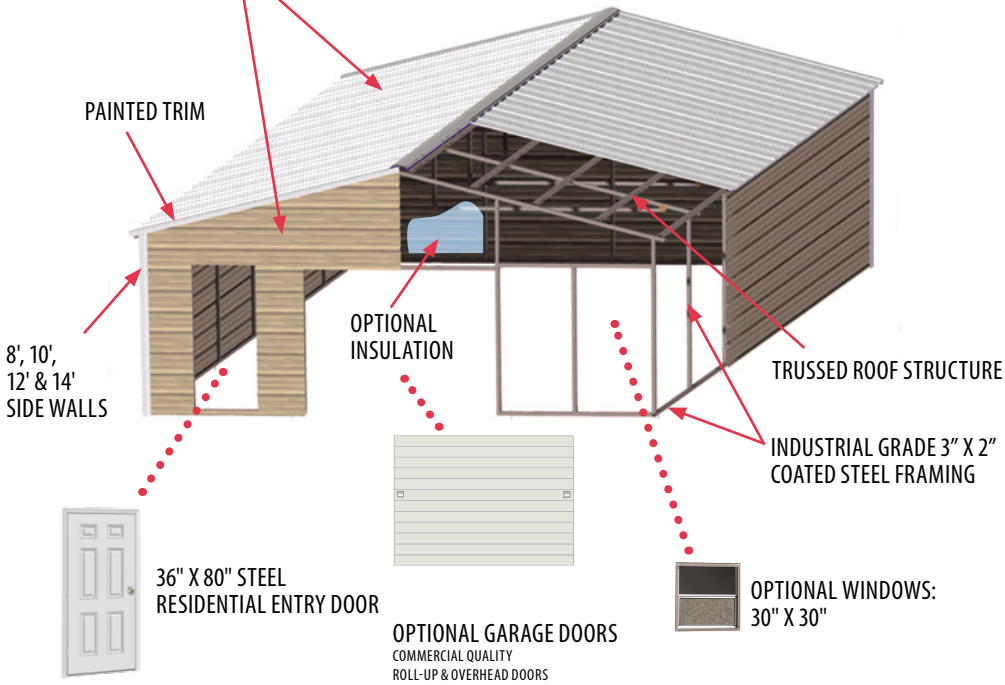 PAINTED TRIM
8', 10',
12' & 14'
SIDE WALLS
OPTIONAL
INSULATION
TRUSSED ROOF STRUCTURE
INDUSTRIAL GRADE 3” X 2”
COATED STEEL FRAMING
36" X 80" STEEL
RESIDENTIAL ENTRY DOOR
OPTIONAL GARAGE DOORS
COMMERCIAL QUALITY
ROLL-UP & OVERHEAD DOORS
OPTIONAL WINDOWS:
30" X 30"